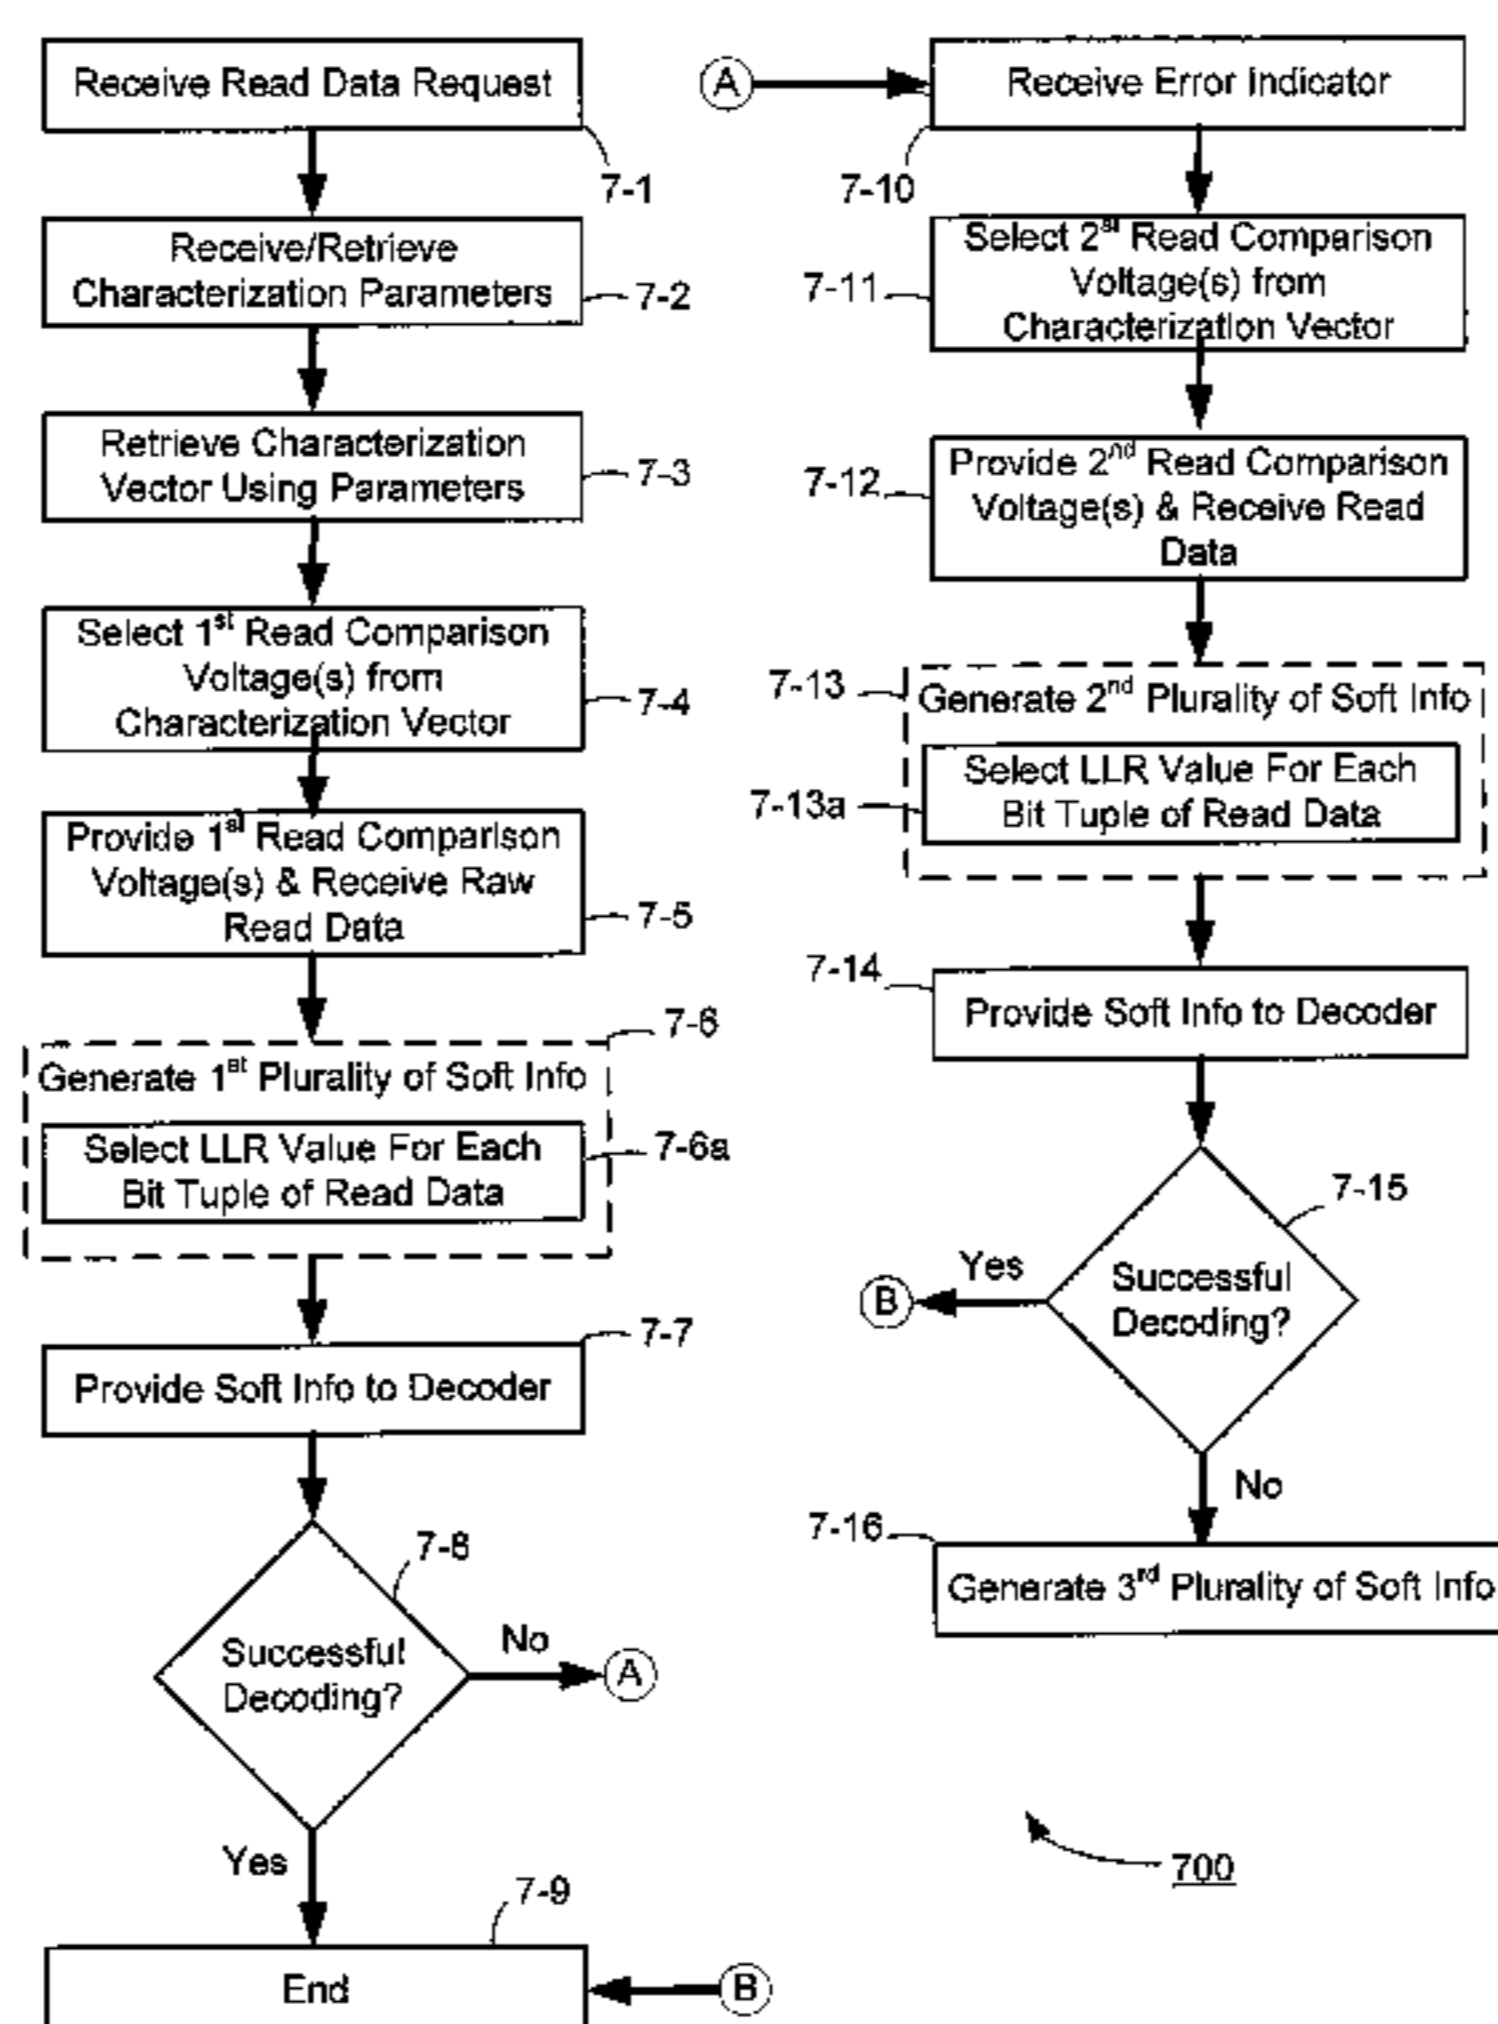 Receive Read Data Request
7-1
Receive/Retrieve
Characterization Parameters
7-2
Retrieve Characterization
Vector Using Parameters
7-3
Select 1st Read Comparison
Voltage(s) from
Characterization Vector
7-4
Provide 1st Read Comparison
Voltage(s) & Receive Raw
Read Data
7-5
7-6
Generate 1st Plurality of Soft Info
Select LLR Value For Each
Bit Tuple of Read Data
7-6a
7-7
Provide Soft Info to Decoder
7-8
Successful
Decoding?
No
A
Yes
7-9
End
B
A
Receive Error Indicator
7-10
Select 2st Read Comparison
Voltage(s) from
Characterization Vector
7-11
Provide 2nd Read Comparison
Voltage(s) & Receive Read
Data
7-12
7-13
Generate 2nd Plurality of Soft Info
Select LLR Value For Each
Bit Tuple of Read Data
7-13a
7-14
Provide Soft Info to Decoder
7-15
Successful
Decoding?
Yes
B
No
7-16
Generate 3rd Plurality of Soft Info
700